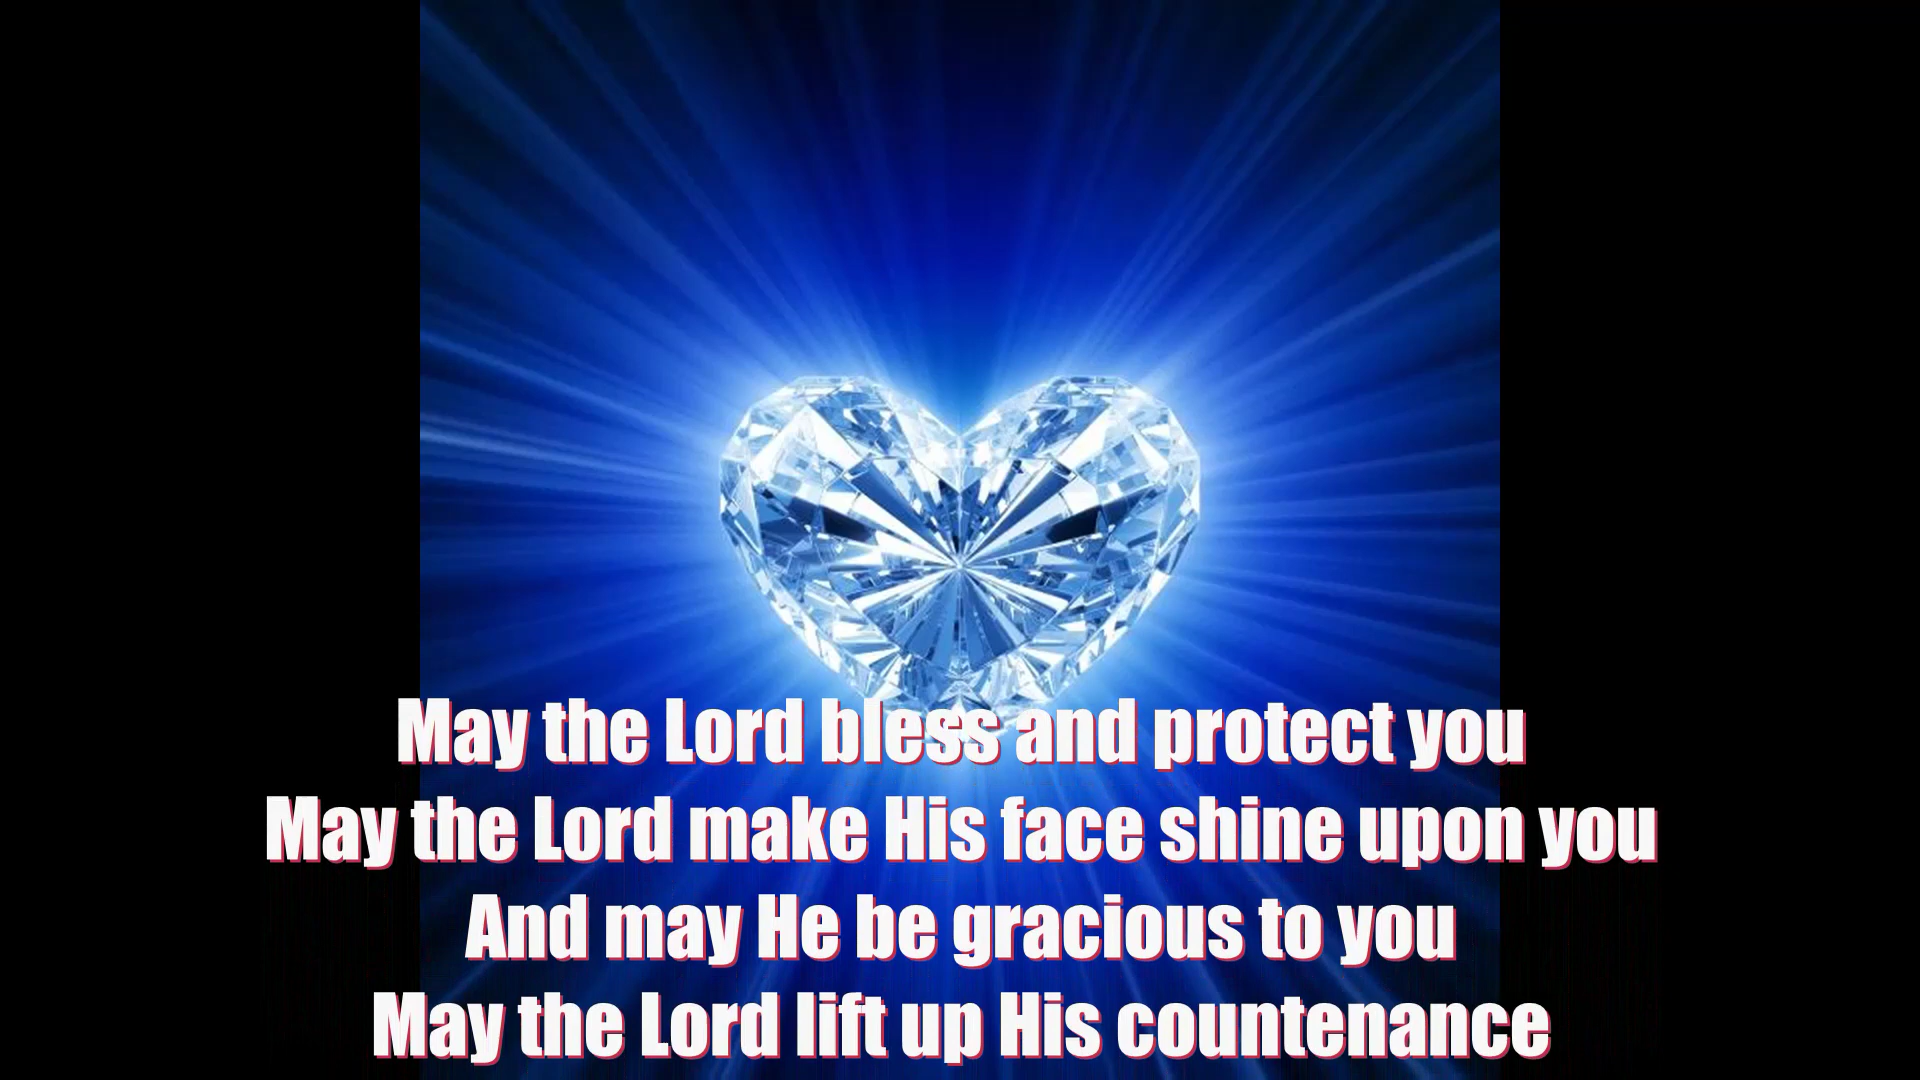 May the Lord bless and protect you
May the Lord make His face shine upon you
And may He be gracious to you
May the Lord lift up His countenance